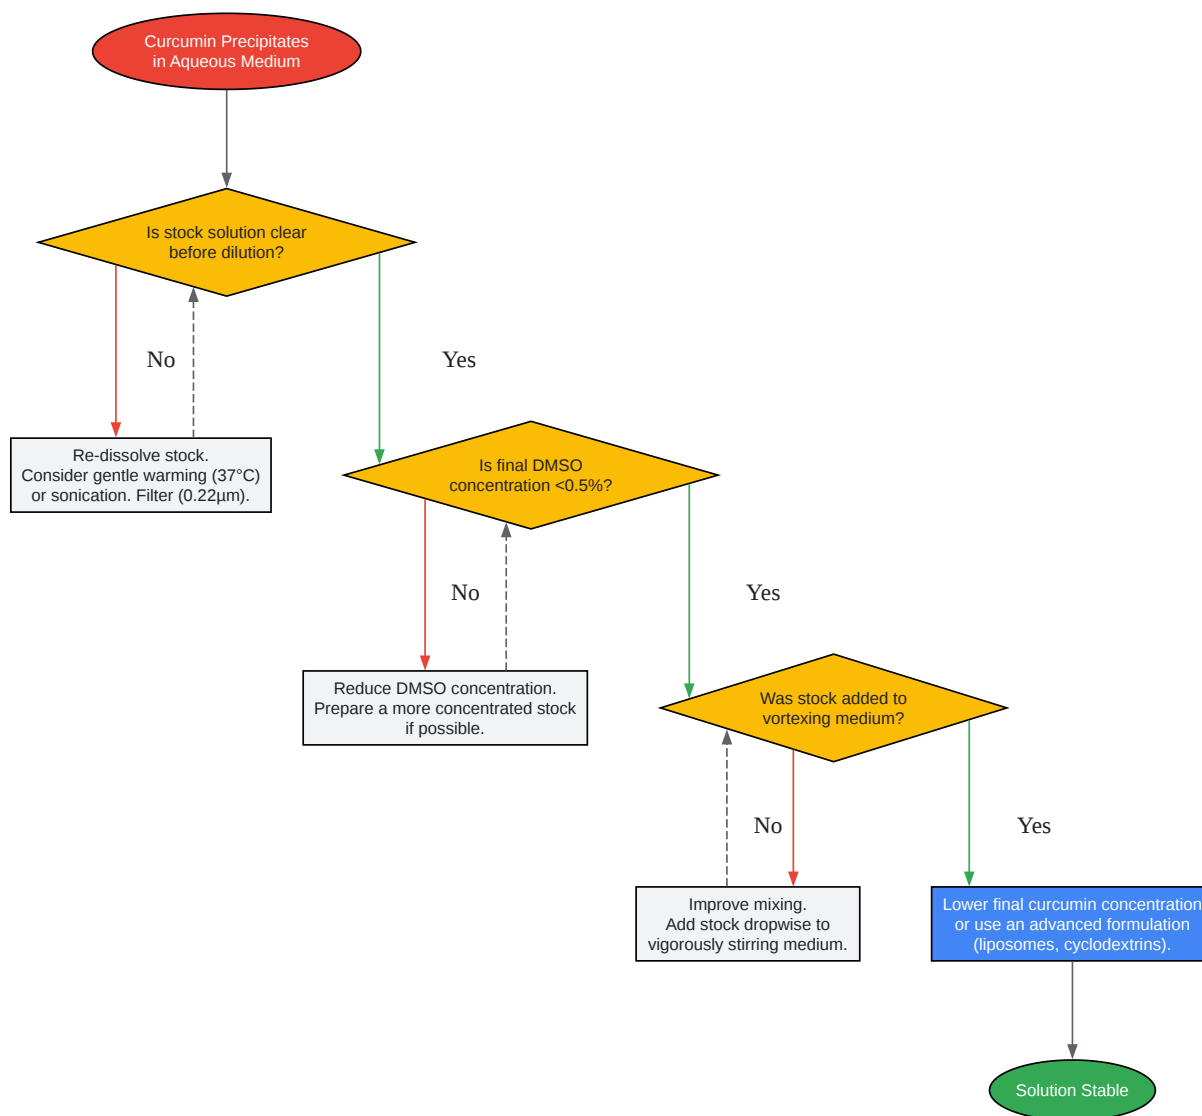 Curcumin Precipitates
in Aqueous Medium
Is stock solution clear
before dilution?
No
Yes
Re-dissolve stock.
Consider gentle warming (37°C)
or sonication. Filter (0.22µm).
Is final DMSO
concentration <0.5%?
No
Yes
Reduce DMSO concentration.
Prepare a more concentrated stock
if possible.
Was stock added to
vortexing medium?
No
Yes
Improve mixing.
Add stock dropwise to
vigorously stirring medium.
Lower final curcumin concentration
or use an advanced formulation
(liposomes, cyclodextrins).
Solution Stable